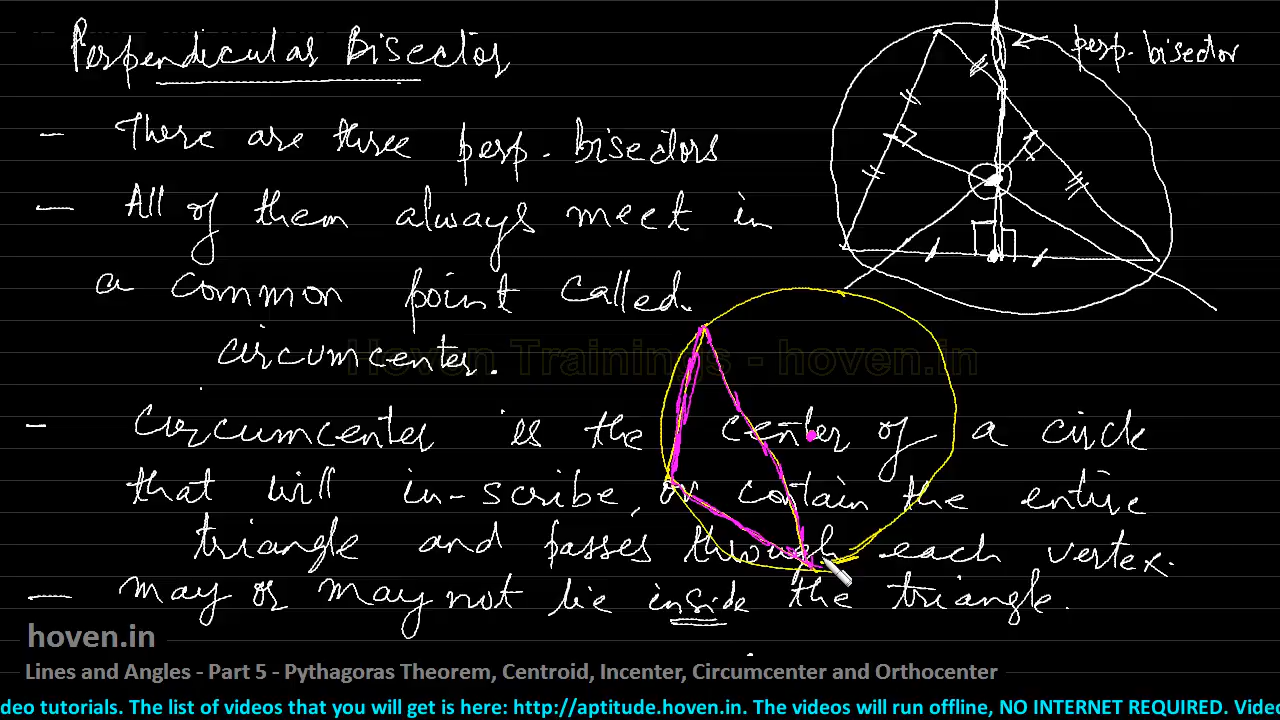 Perpendicular Bisector
perp. bisector
- There are three perp. Bisectors
- All of them always meet in
a common point called
circumcenter.
Hoven Trainings - hoven.in
- Circumcenter is the center of a circle
that will in-scribe, or contain the entire
triangle and passes through each vertex.
- may or may not lie inside the triangle.
hoven.in
Lines and Angles - Part 5 - Pythagoras Theorem, Centroid, Incenter, Circumcenter and Orthocenter
deo tutorials. The list of videos that you will get is here: http://aptitude.hoven.in. The videos will run offline, NO INTERNET REQUIRED. Vide